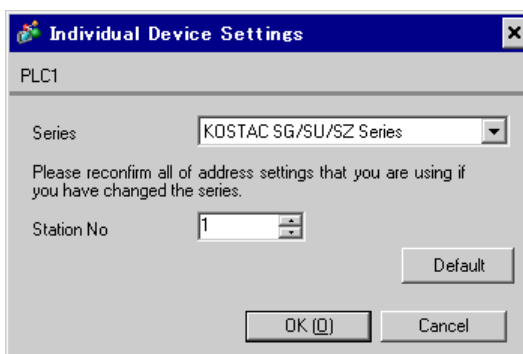 Individual Device Settings
PLC1
Series
KOSTAC SG/SU/SZ Series
Please reconfirm all of address settings that you are using if
you have changed the series.
Station No
1
Default
OK (O)
Cancel